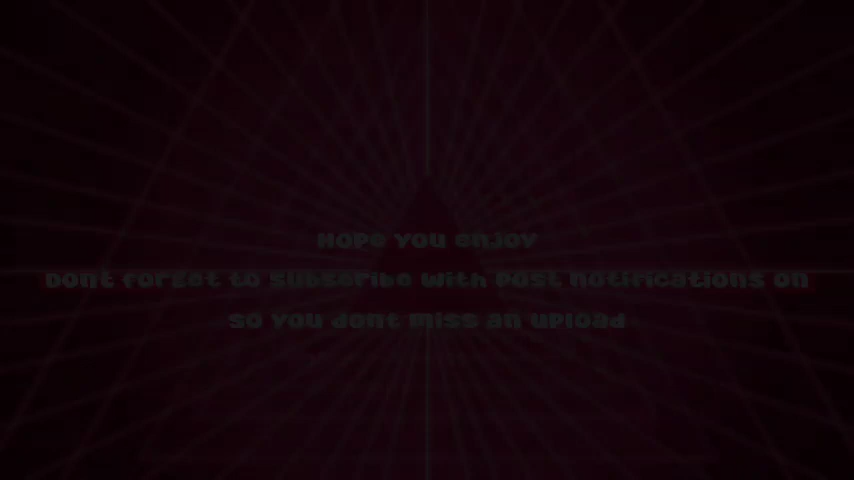 Hope you enjoy
Dont forget to subscribe with post notifications on
so you dont miss an upload